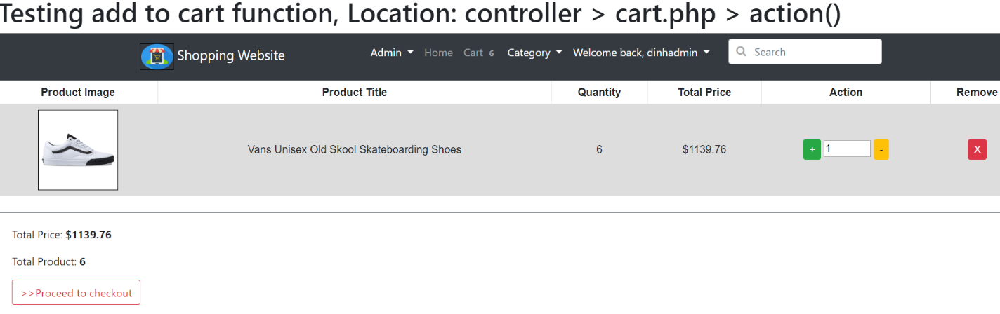 Testing add to cart function, Location: controller > cart.php > action()
Shopping Website Admin Home Cart 6 Category Welcome back, dinhadmin Search
Product Image Product Title Quantity Total Price Action Remove
Vans Unisex Old Skool Skateboarding Shoes 6 $1139.76 + 1 - X
Total Price: $1139.76
Total Product: 6
>>Proceed to checkout